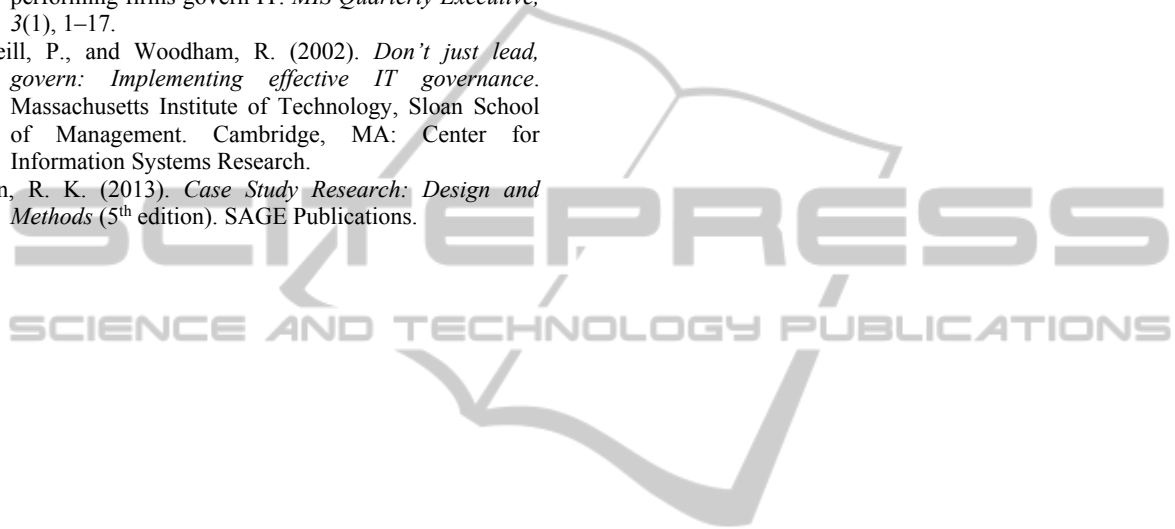 performing firms govern IT. MIS Quarterly Executive,
3(1), 1–17.
eill, P., and Woodham, R. (2002). Don't just lead,
govern: Implementing effective IT governance.
Massachusetts Institute of Technology, Sloan School
of Management. Cambridge, MA: Center for
Information Systems Research.
n, R. K. (2013). Case Study Research: Design and
Methods (5th edition). SAGE Publications.
SCITEPRESS
SCIENCE AND TECHNOLOGY PUBLICATIONS